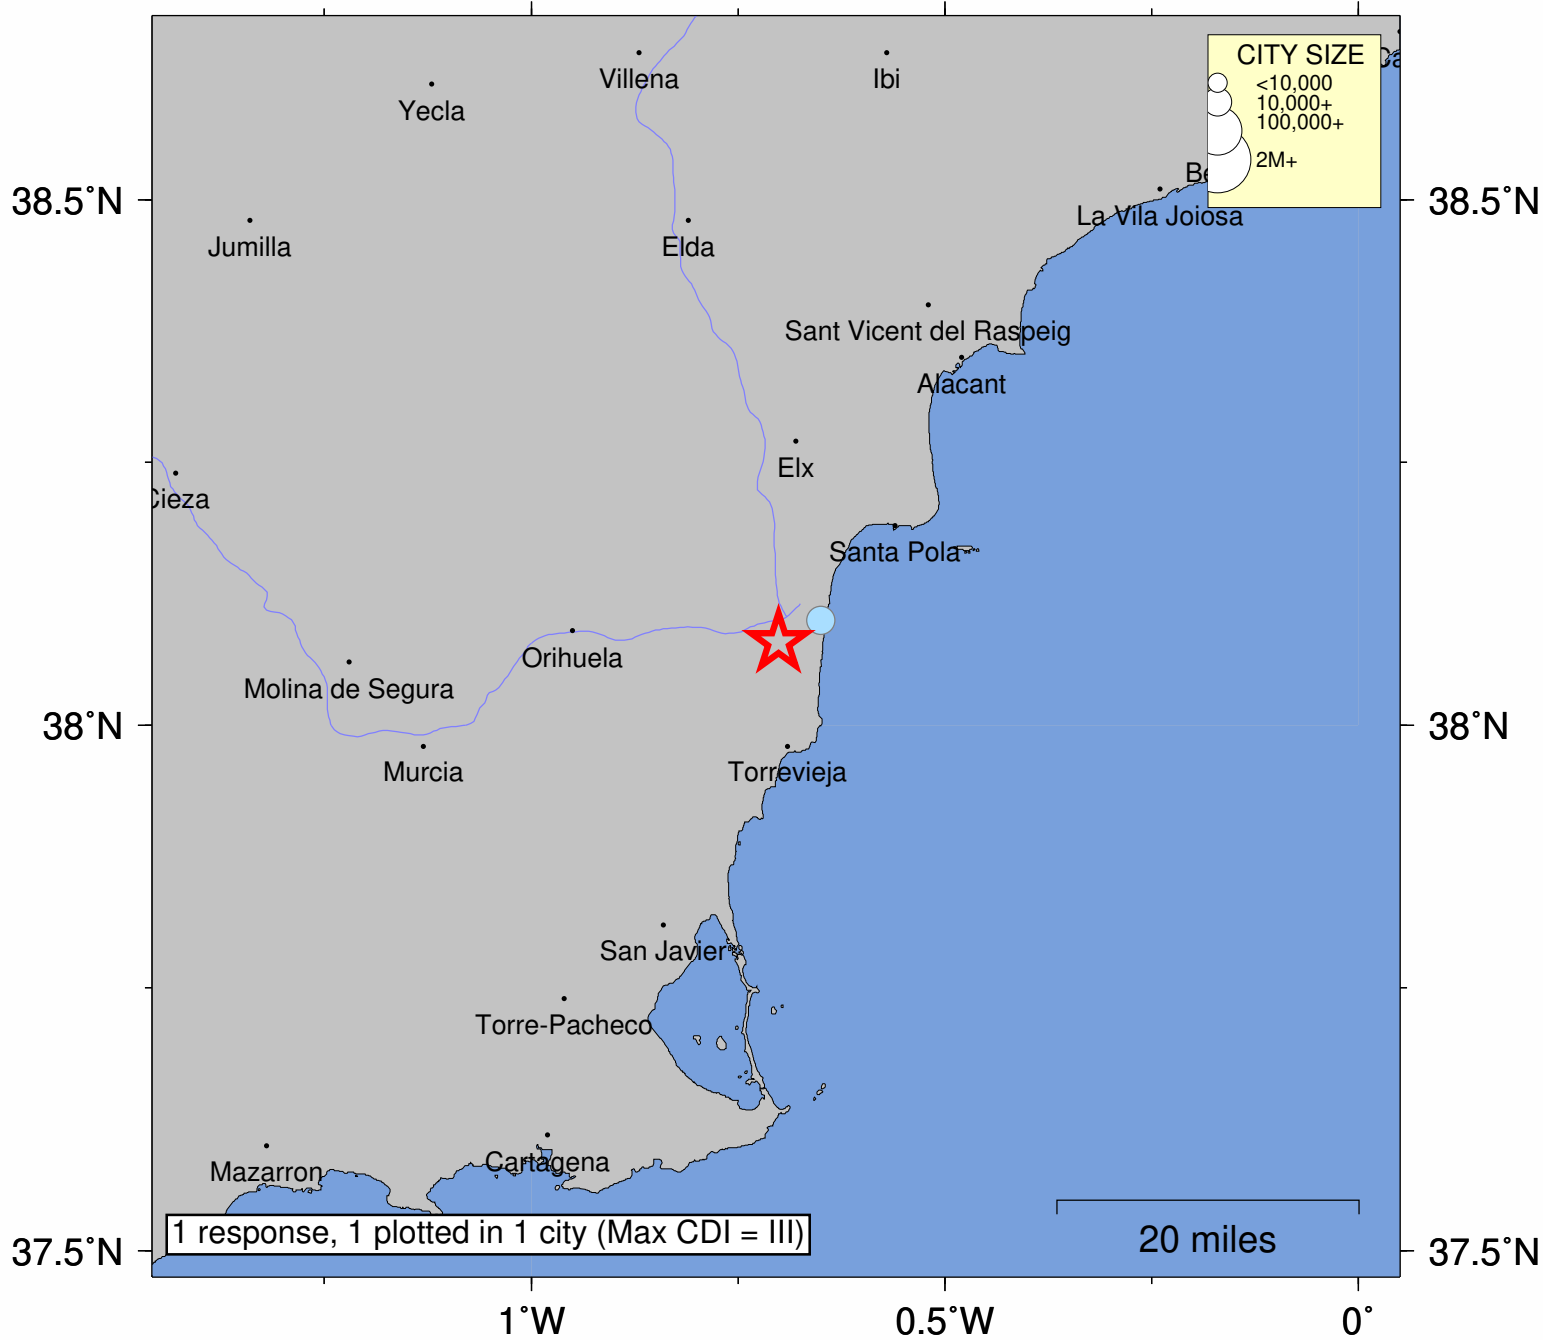 CITY SIZE
<10,000
10,000+
100,000+
2M+
Villena
Ibi
Yecla
38.5°N
38.5°N
La Vila Joiosa
Jumilla
Elda
Sant Vicent del Raspeig
Alacant
Elx
Cieza
Santa Pola
Orihuela
Molina de Segura
38°N
38°N
Murcia
Torrevieja
San Javier
Torre-Pacheco
Cartagena
Mazarron
1 response, 1 plotted in 1 city (Max CDI = III)
20 miles
37.5°N
37.5°N
1°W
0.5°W
0°